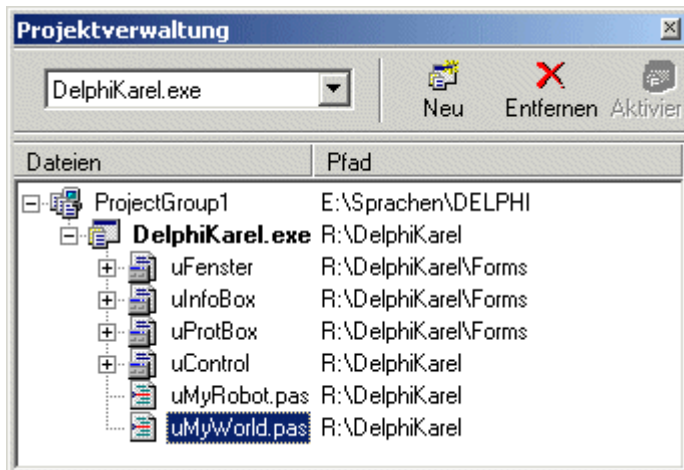 Projektverwaltung
DelphiKarel.exe
Neu Entfernen Aktivier
Dateien Pfad
ProjectGroup1 E:\Sprachen\DELPHI
DelphiKarel.exe R:\DelphiKarel
uFenster R:\DelphiKarel\Forms
uInfoBox R:\DelphiKarel\Forms
uProtBox R:\DelphiKarel\Forms
uControl R:\DelphiKarel
uMyRobot.pas R:\DelphiKarel
uMyWorld.pas R:\DelphiKarel